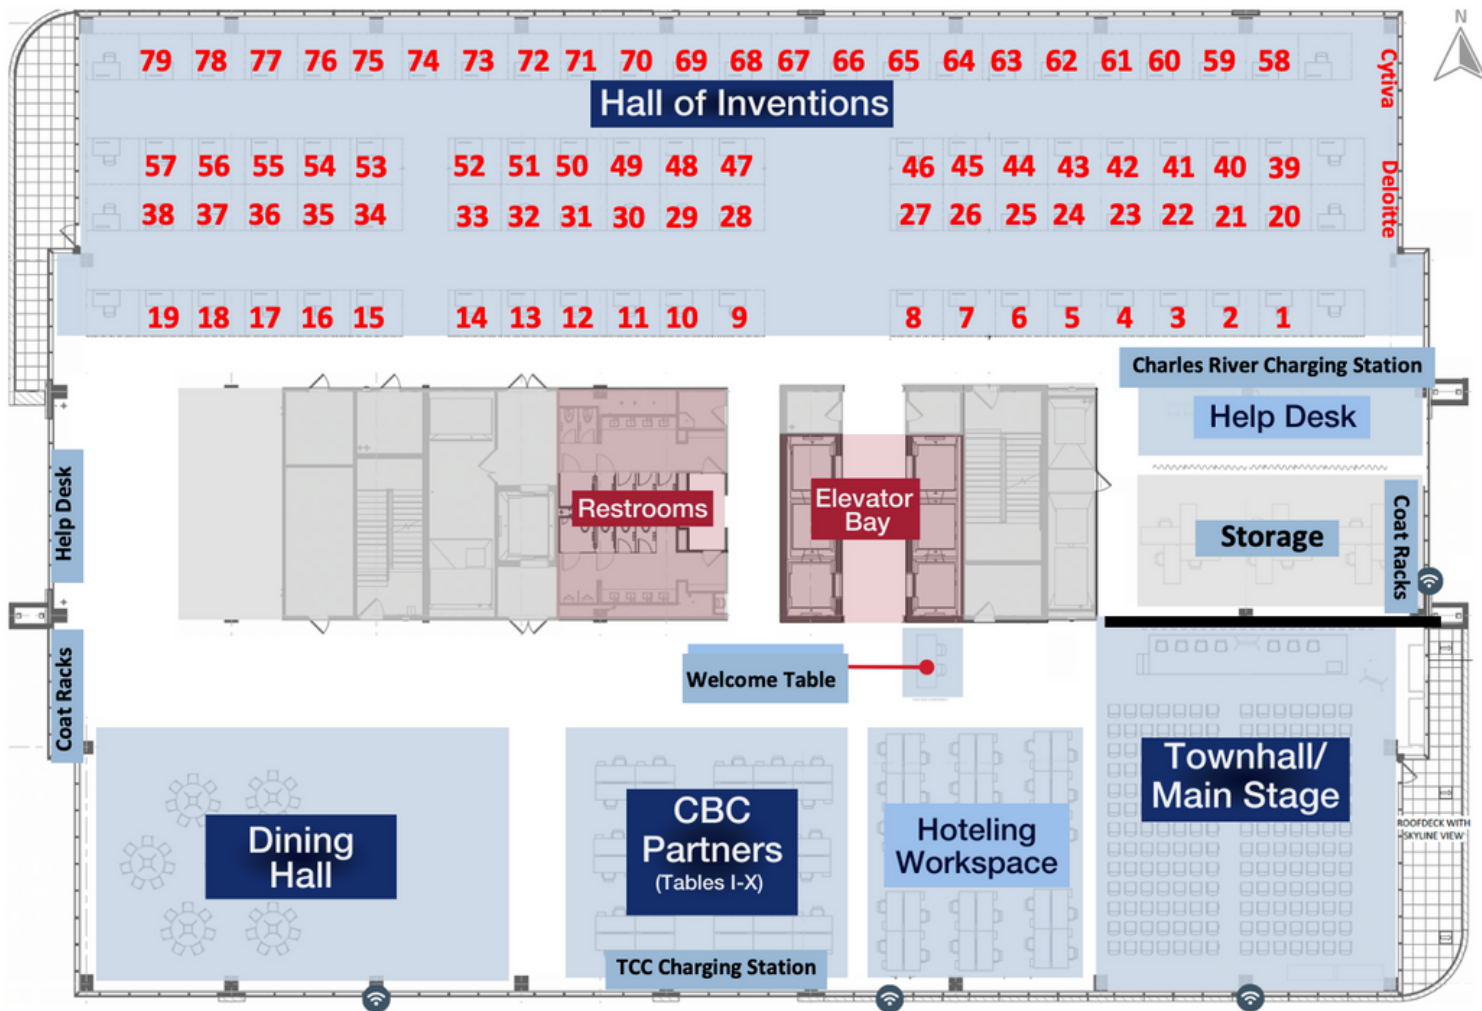 N
79 78 77 76 75 74 73 72 71 70 69 68 67 66 65 64 63 62 61 60 59 58
Cytiva
Hall of Inventions
57 56 55 54 53 52 51 50 49 48 47 46 45 44 43 42 41 40 39
Deloitte
38 37 36 35 34 33 32 31 30 29 28 27 26 25 24 23 22 21 20
19 18 17 16 15 14 13 12 11 10 9 8 7 6 5 4 3 2 1
Charles River Charging Station
Help Desk
Help Desk
Restrooms
Elevator
Bay
Storage
Coat Racks
Coat Racks
Welcome Table
Townhall/
Main Stage
ROOFDECK WITH
SKYLINE VIEW
Dining
Hall
CBC
Partners
(Tables I-X)
Hoteling
Workspace
TCC Charging Station